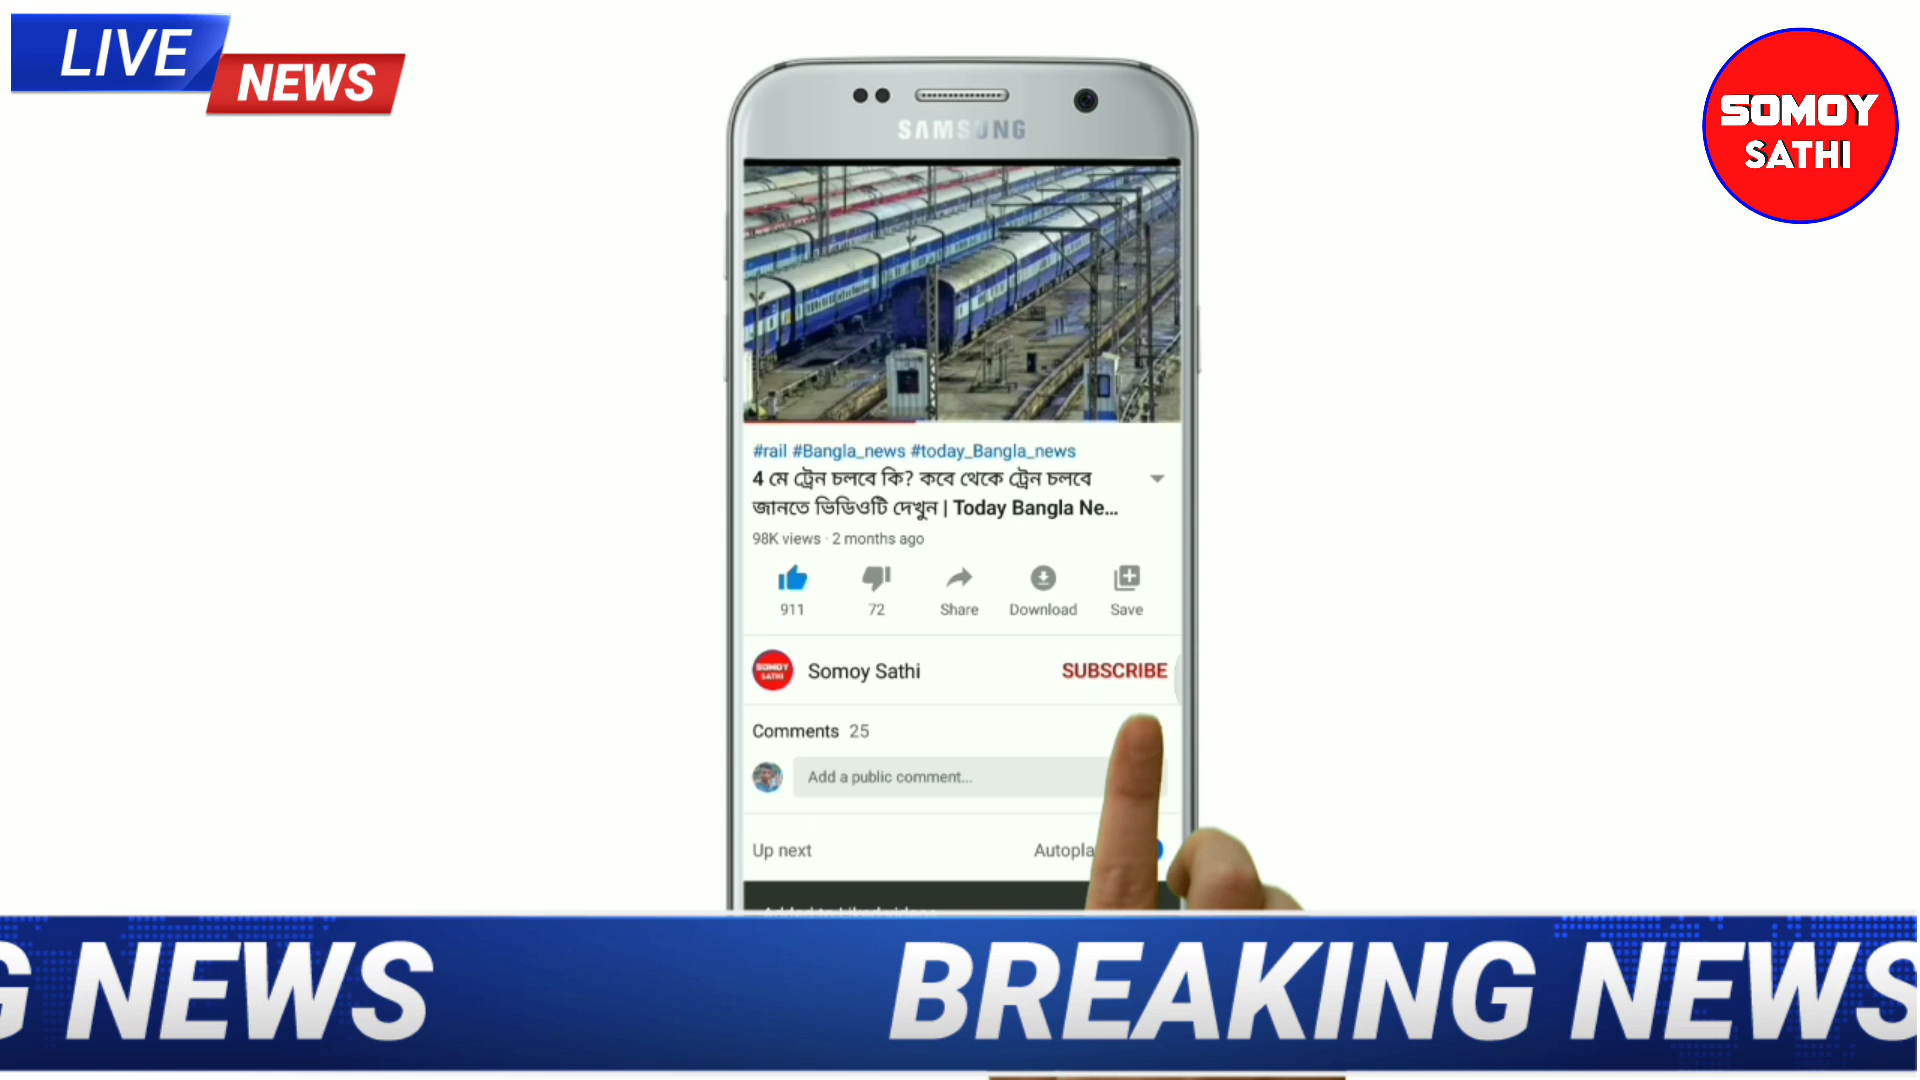 LIVE
NEWS
SOMOY
SATHI
SAMSUNG
#rail #Bangla_news #today_Bangla_news
4 মে ট্রেন চলবে কি? কবে থেকে ট্রেন চলবে
জানতে ভিডিওটি দেখুন | Today Bangla Ne...
98K views · 2 months ago
911
72
Share
Download
Save
SOMOY
SATHI
Somoy Sathi
SUBSCRIBE
Comments 25
Add a public comment...
Up next
Autopla
G NEWS
BREAKING NEWS